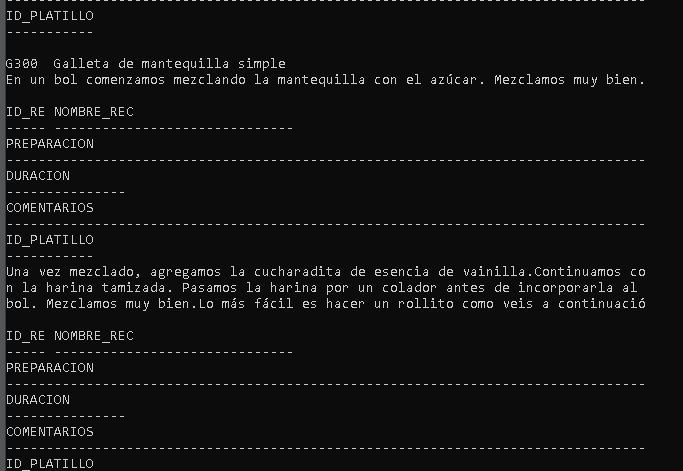 ID_PLATILLO
-----------
G300  Galleta de mantequilla simple
En un bol comenzamos mezclando la mantequilla con el azúcar. Mezclamos muy bien.
ID_RE NOMBRE_REC
----- ------------------------------
PREPARACION
--------------------------------------------------------------------------------
DURACION
---------------
COMENTARIOS
--------------------------------------------------------------------------------
ID_PLATILLO
-----------
Una vez mezclado, agregamos la cucharadita de esencia de vainilla.Continuamos co
n la harina tamizada. Pasamos la harina por un colador antes de incorporarla al
bol. Mezclamos muy bien.Lo más fácil es hacer un rollito como veis a continuació
ID_RE NOMBRE_REC
----- ------------------------------
PREPARACION
--------------------------------------------------------------------------------
DURACION
---------------
COMENTARIOS
--------------------------------------------------------------------------------
ID_PLATILLO